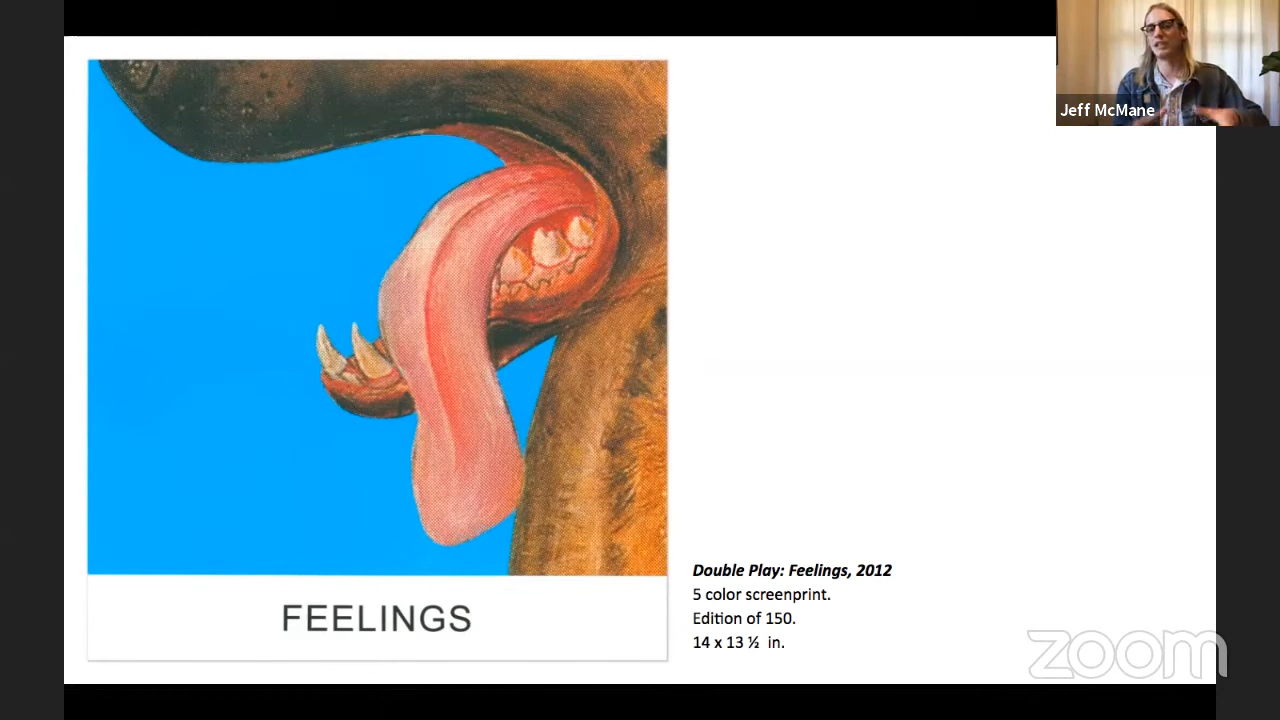 Jeff McMane
FEELINGS
Double Play: Feelings, 2012
5 color screenprint.
Edition of 150.
14 x 13 ½ in.
zoom